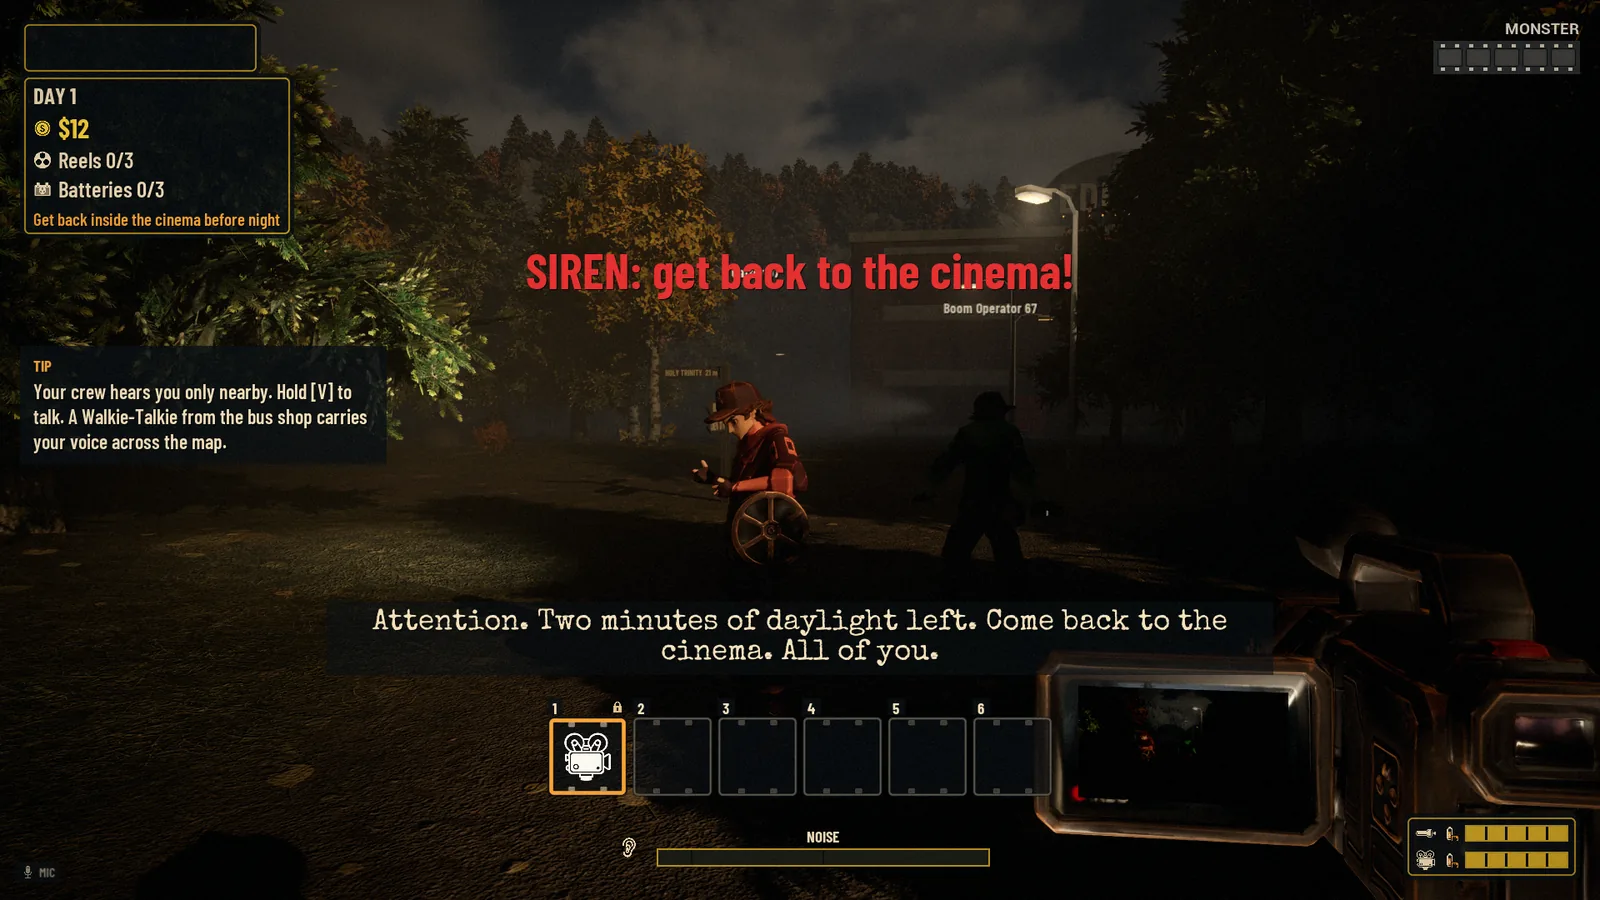 MONSTER
DAY 1
$12
Reels 0/3
Batteries 0/3
Get back inside the cinema before night
SIREN: get back to the cinema!
Boom Operator 67
TIP
Your crew hears you only nearby. Hold [V] to
talk. A Walkie-Talkie from the bus shop carries
your voice across the map.
HOLY TRINITY
Attention. Two minutes of daylight left. Come back to the
cinema. All of you.
1 2 3 4 5 6
NOISE
MIC